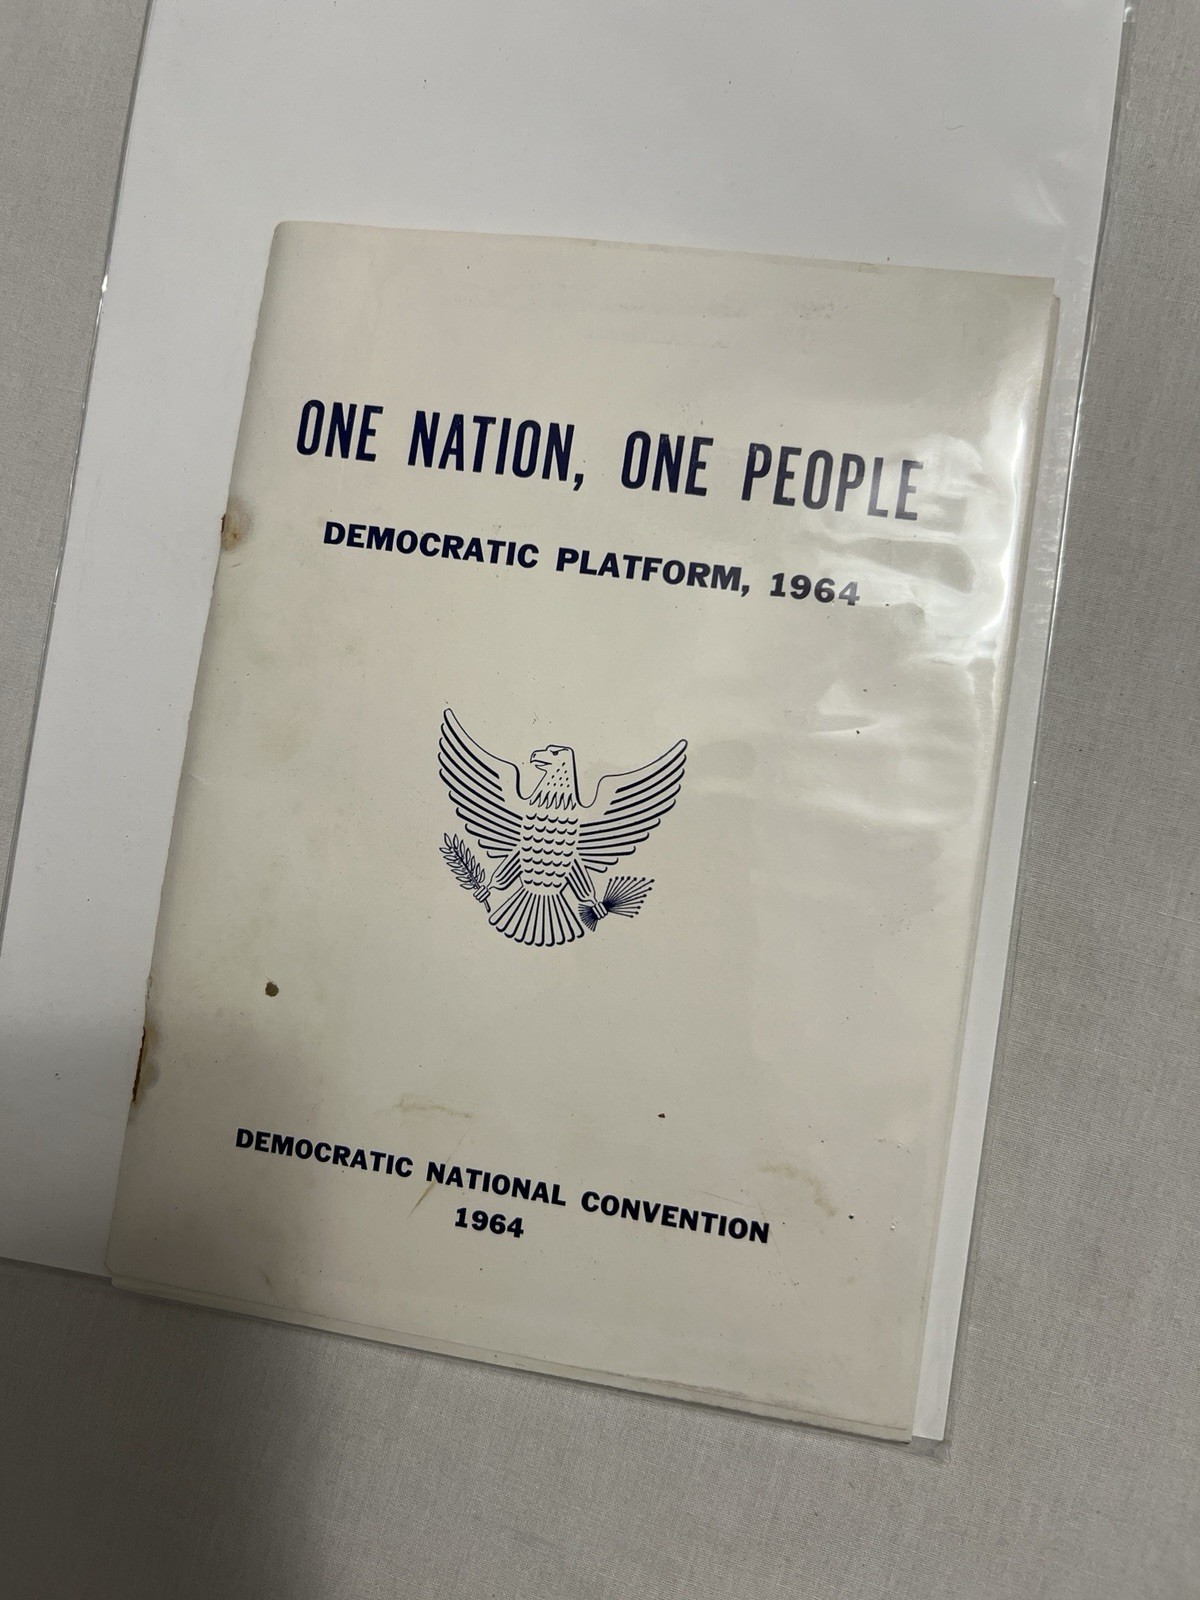 ONE NATION, ONE PEOPLE
DEMOCRATIC PLATFORM, 1964
DEMOCRATIC NATIONAL CONVENTION
1964